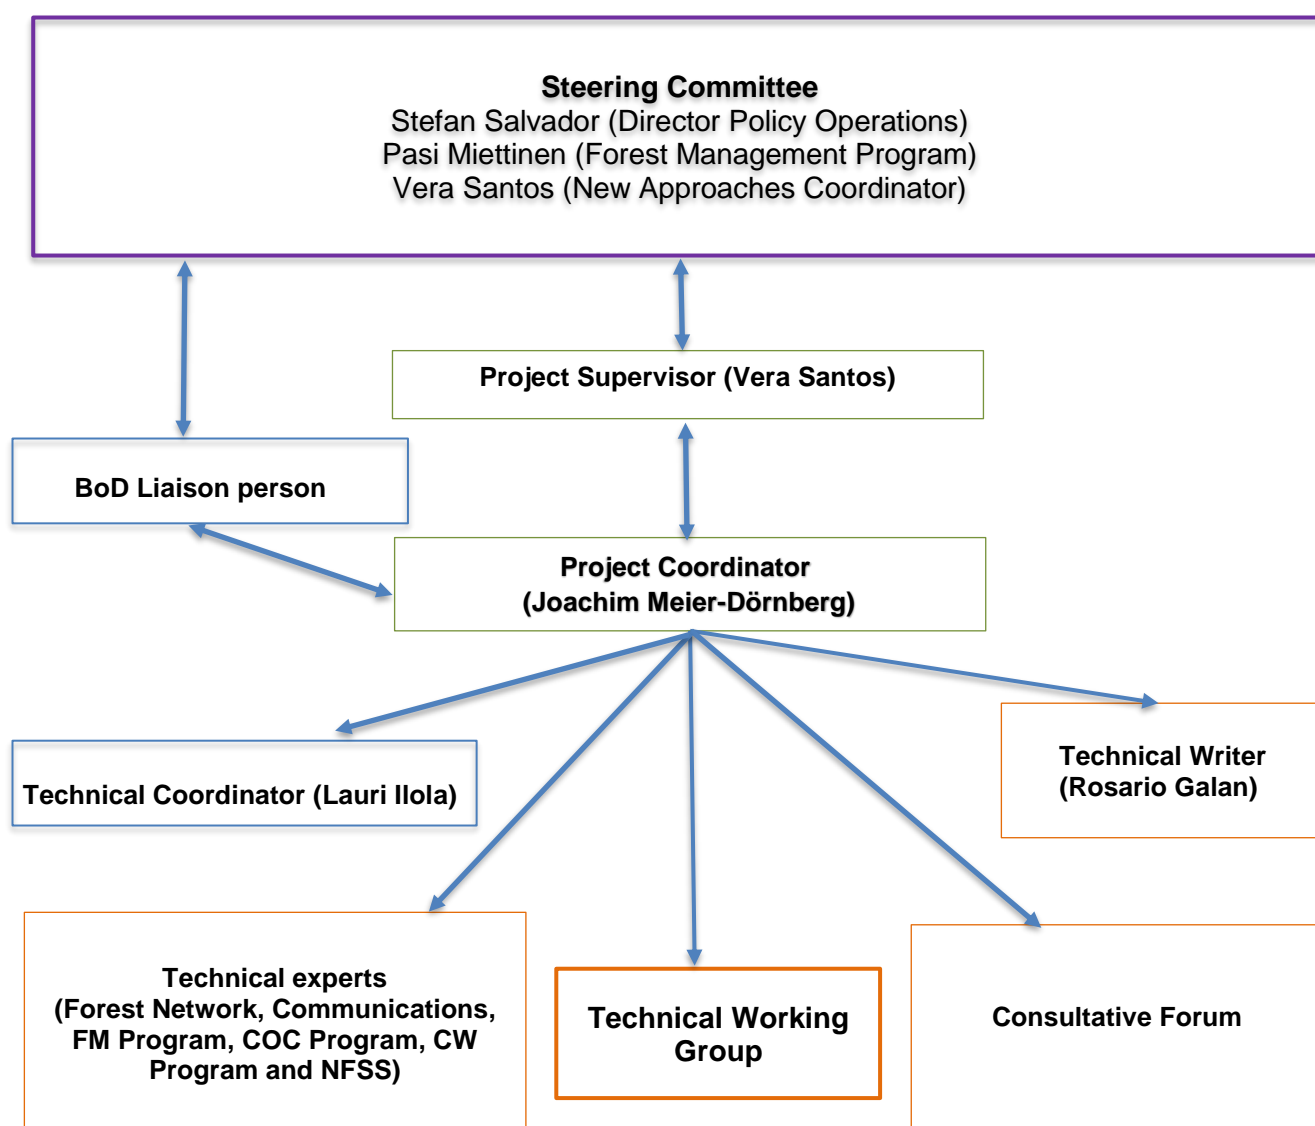 Steering Committee
Stefan Salvador (Director Policy Operations)
Pasi Miettinen (Forest Management Program)
Vera Santos (New Approaches Coordinator)
Project Supervisor (Vera Santos)
BoD Liaison person
Project Coordinator
(Joachim Meier-Dörnberg)
Technical Coordinator (Lauri Ilola)
Technical Writer
(Rosario Galan)
Technical experts
(Forest Network, Communications,
FM Program, COC Program, CW
Program and NFSS)
Technical Working
Group
Consultative Forum